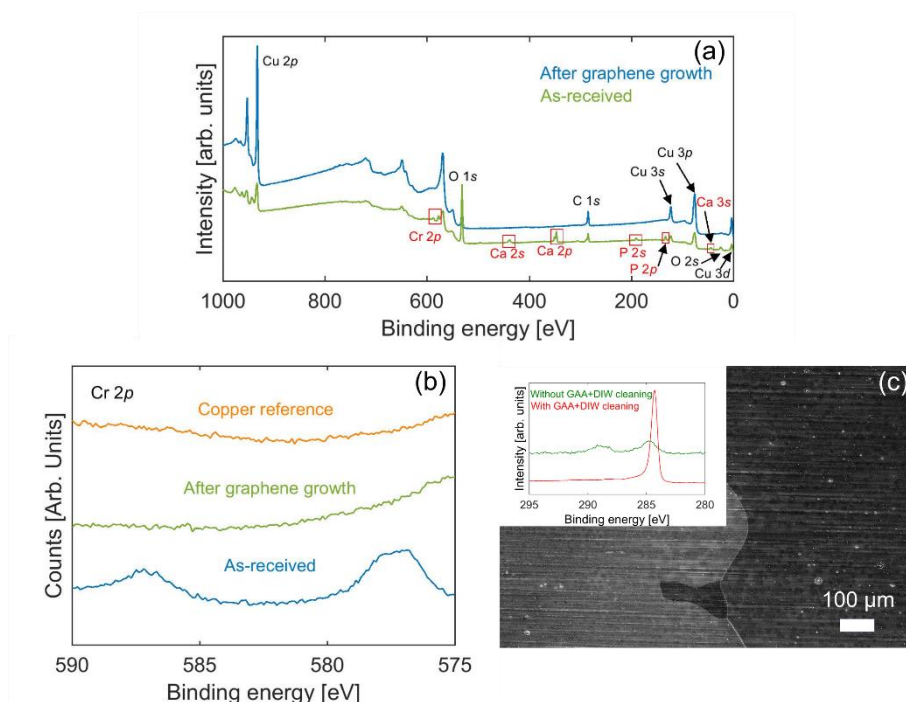 (a)
Cu 2p
After graphene growth
As-received
Intensity [arb. units]
O 1s
C 1s
Cu 3s
Cu 3p
Ca 3s
Cr 2p
Ca 2s
Ca 2p
P 2s
P 2p
O 2s
Cu 3d
1000 800 600 400 200 0
Binding energy [eV]
(b)
Cr 2p
Copper reference
After graphene growth
As-received
Counts [Arb. Units]
590 585 580 575
Binding energy [eV]
(c)
Without GAA+DIW cleaning
With GAA+DIW cleaning
Intensity [arb. units]
295 290 285 280
Binding energy [eV]
100 μm